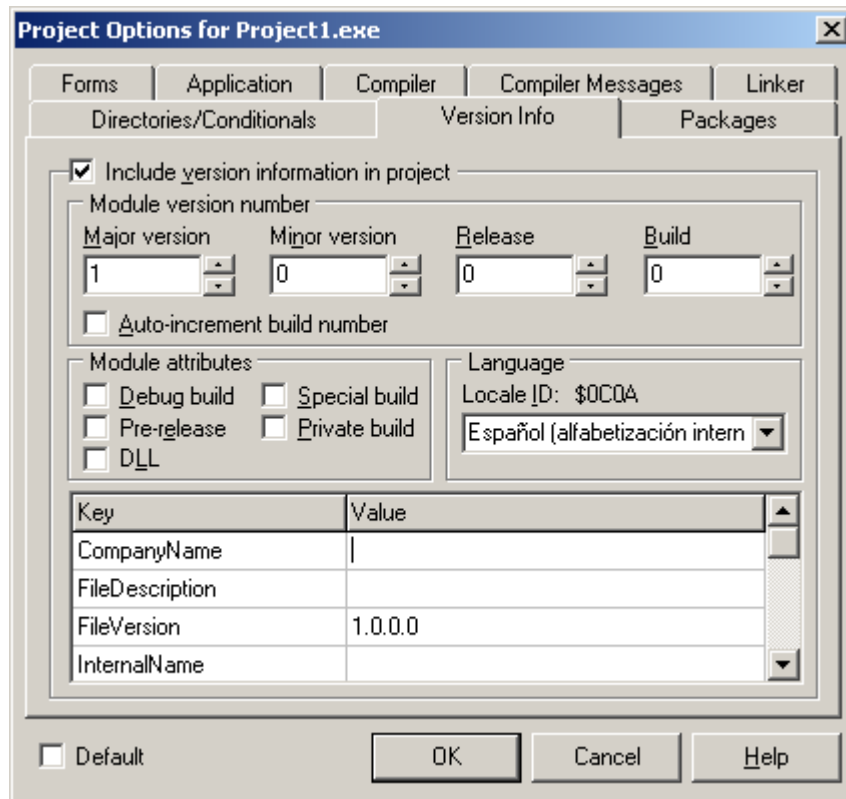 Project Options for Project1.exe
Forms Application Compiler Compiler Messages Linker
Directories/Conditionals Version Info Packages
Include version information in project
Module version number
Major version Minor version Release Build
1 0 0 0
Auto-increment build number
Module attributes
Debug build Special build
Pre-release Private build
DLL
Language
Locale ID: $0C0A
Español (alfabetización intern
Key Value
CompanyName
FileDescription
FileVersion 1.0.0.0
InternalName
Default OK Cancel Help